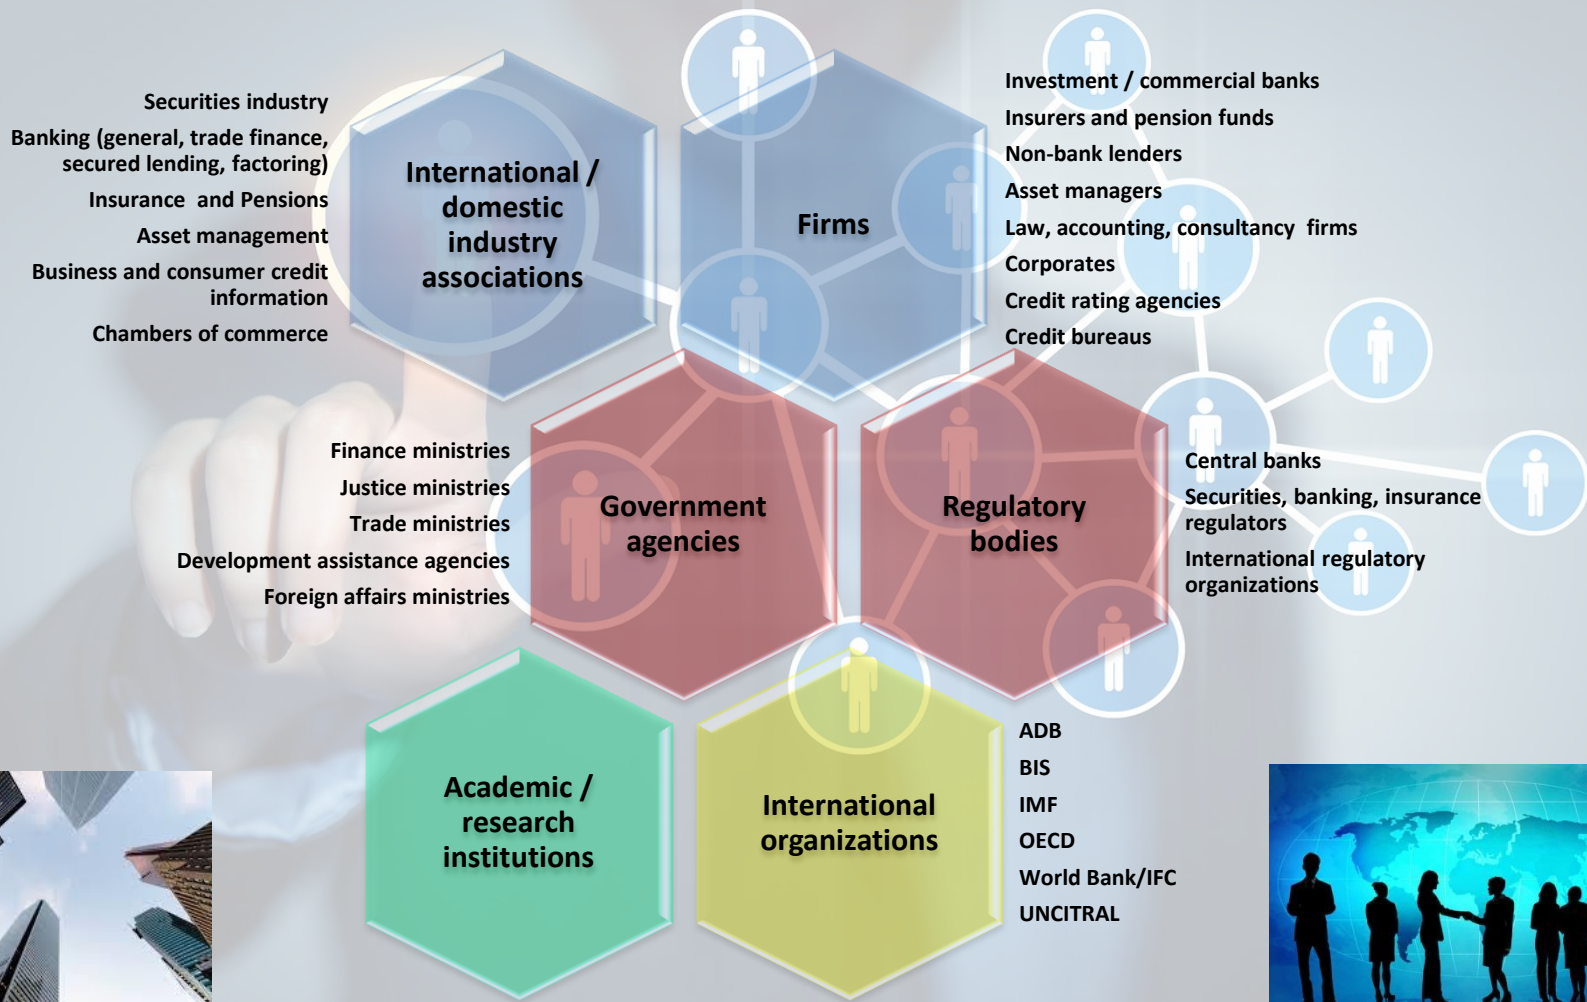 Securities industry
Banking (general, trade finance,
secured lending, factoring)
Insurance and Pensions
Asset management
Business and consumer credit
information
Chambers of commerce
International /
domestic
industry
associations
Firms
Investment / commercial banks
Insurers and pension funds
Non-bank lenders
Asset managers
Law, accounting, consultancy firms
Corporates
Credit rating agencies
Credit bureaus
Finance ministries
Justice ministries
Trade ministries
Development assistance agencies
Foreign affairs ministries
Government
agencies
Regulatory
bodies
Central banks
Securities, banking, insurance
regulators
International regulatory
organizations
Academic /
research
institutions
International
organizations
ADB
BIS
IMF
OECD
World Bank/IFC
UNCITRAL